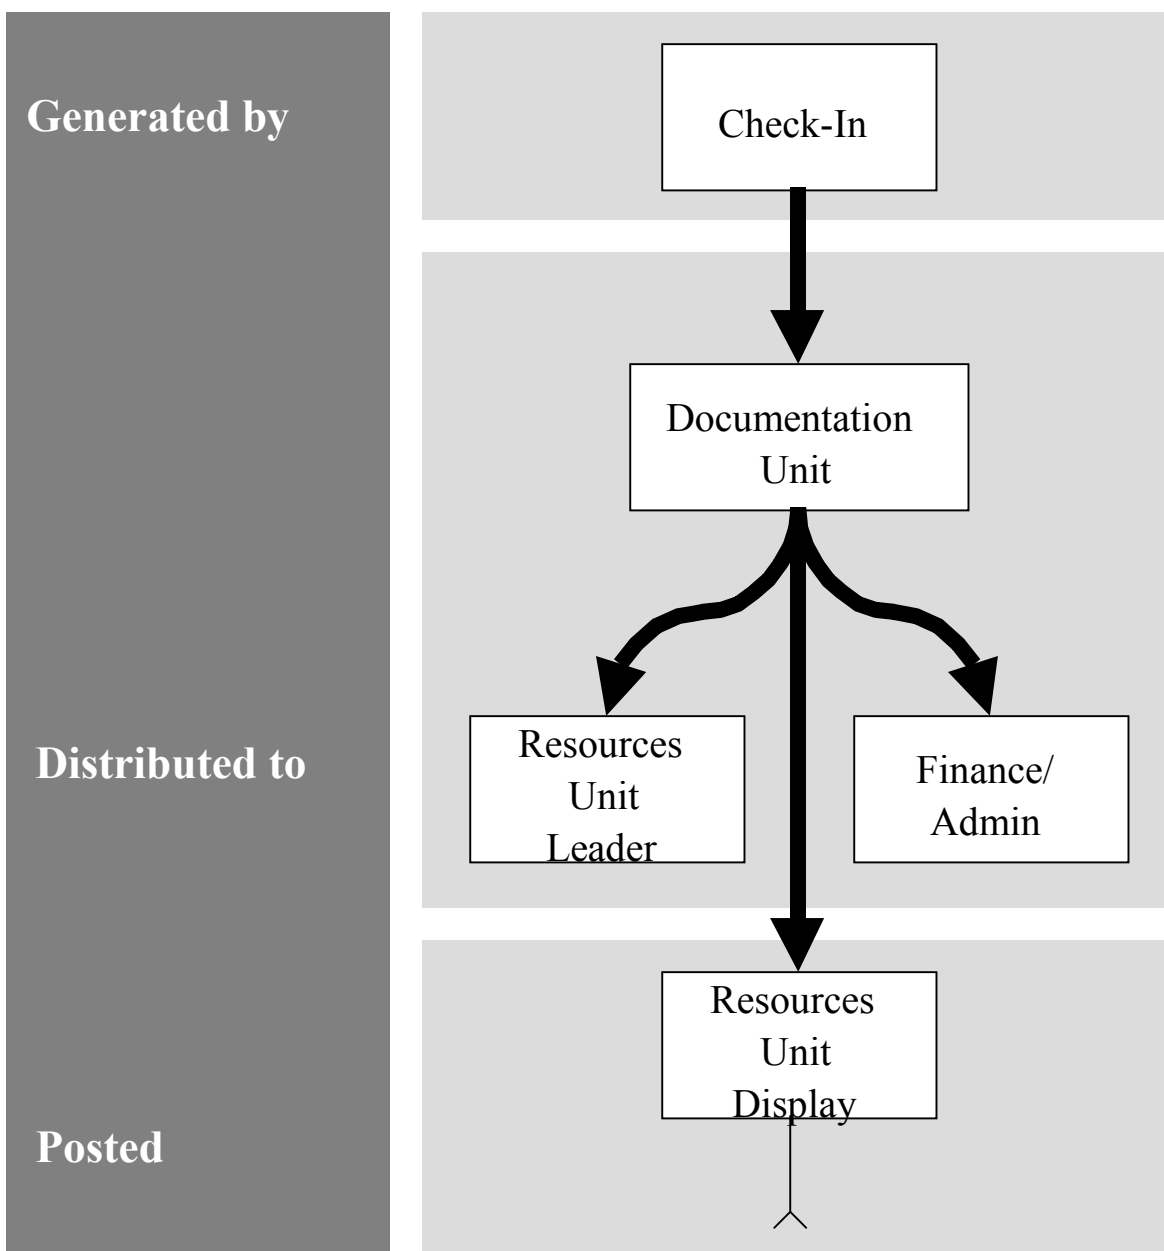 Generated by
Check-In
Documentation
Unit
Distributed to
Resources
Unit
Leader
Finance/
Admin
Resources
Unit
Display
Posted